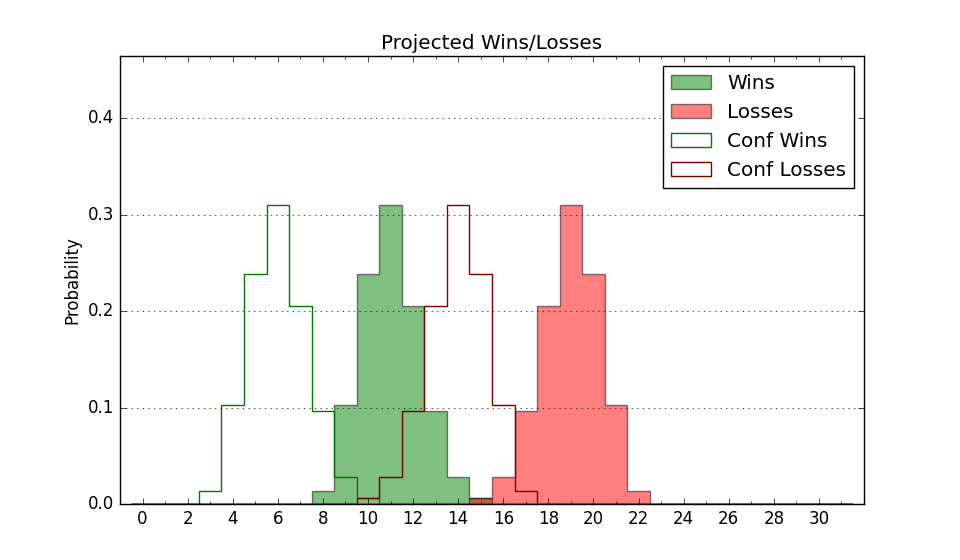 Projected Wins/Losses
Wins
Losses
Conf Wins
Conf Losses
Probability
0.4
0.3
0.2
0.1
0.0
0 2 4 6 8 10 12 14 16 18 20 22 24 26 28 30